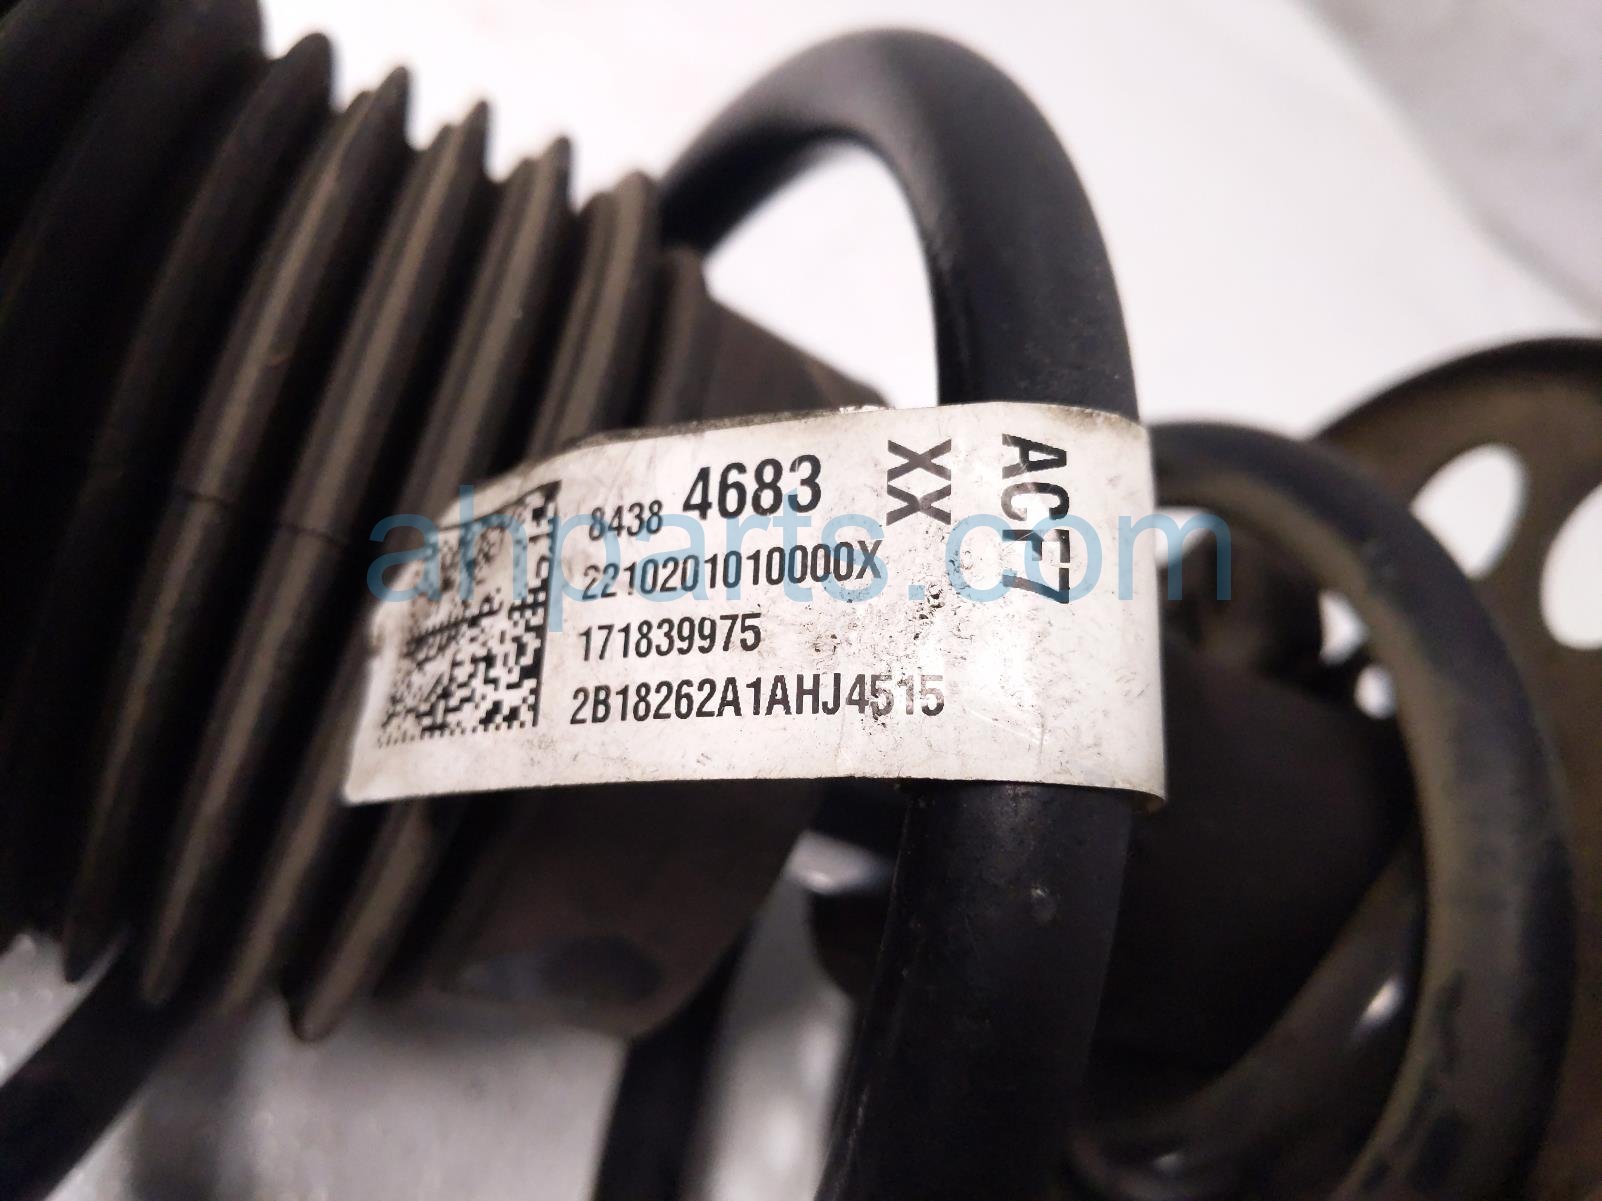 8438 4683
2210201010000X
171839975
2B18262A1AHJ4515
XX
ACF7
ahparts.com